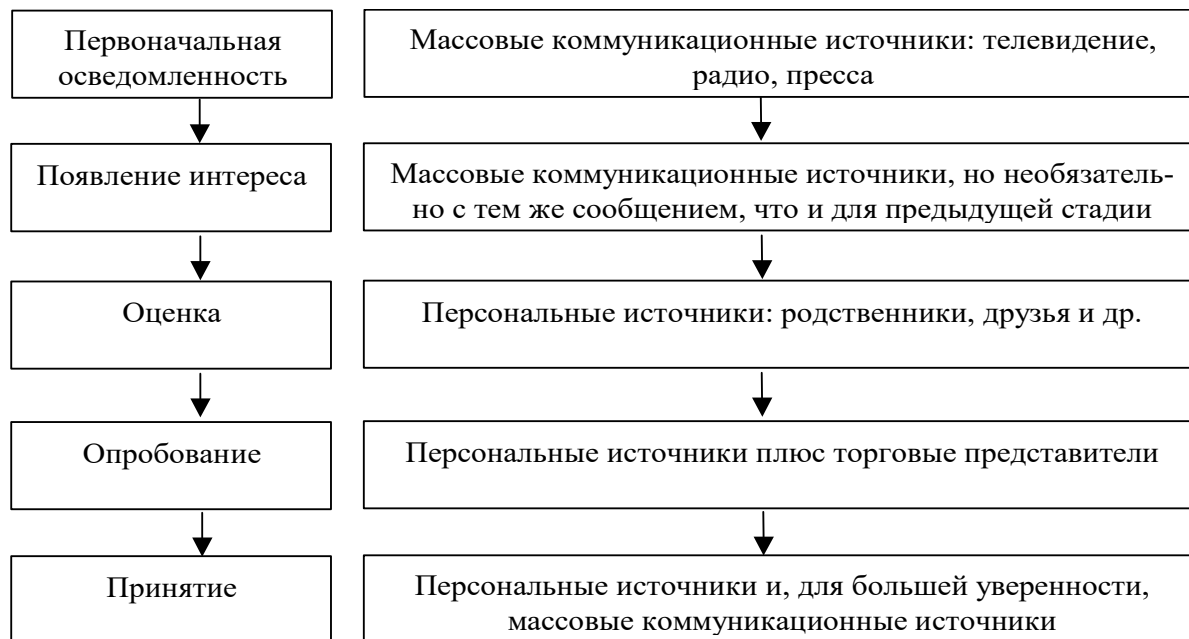 Первоначальная
осведомленность
Массовые коммуникационные источники: телевидение,
радио, пресса
Появление интереса
Массовые коммуникационные источники, но необязатель-
но с тем же сообщением, что и для предыдущей стадии
Оценка
Персональные источники: родственники, друзья и др.
Опробование
Персональные источники плюс торговые представители
Принятие
Персональные источники и, для большей уверенности,
массовые коммуникационные источники